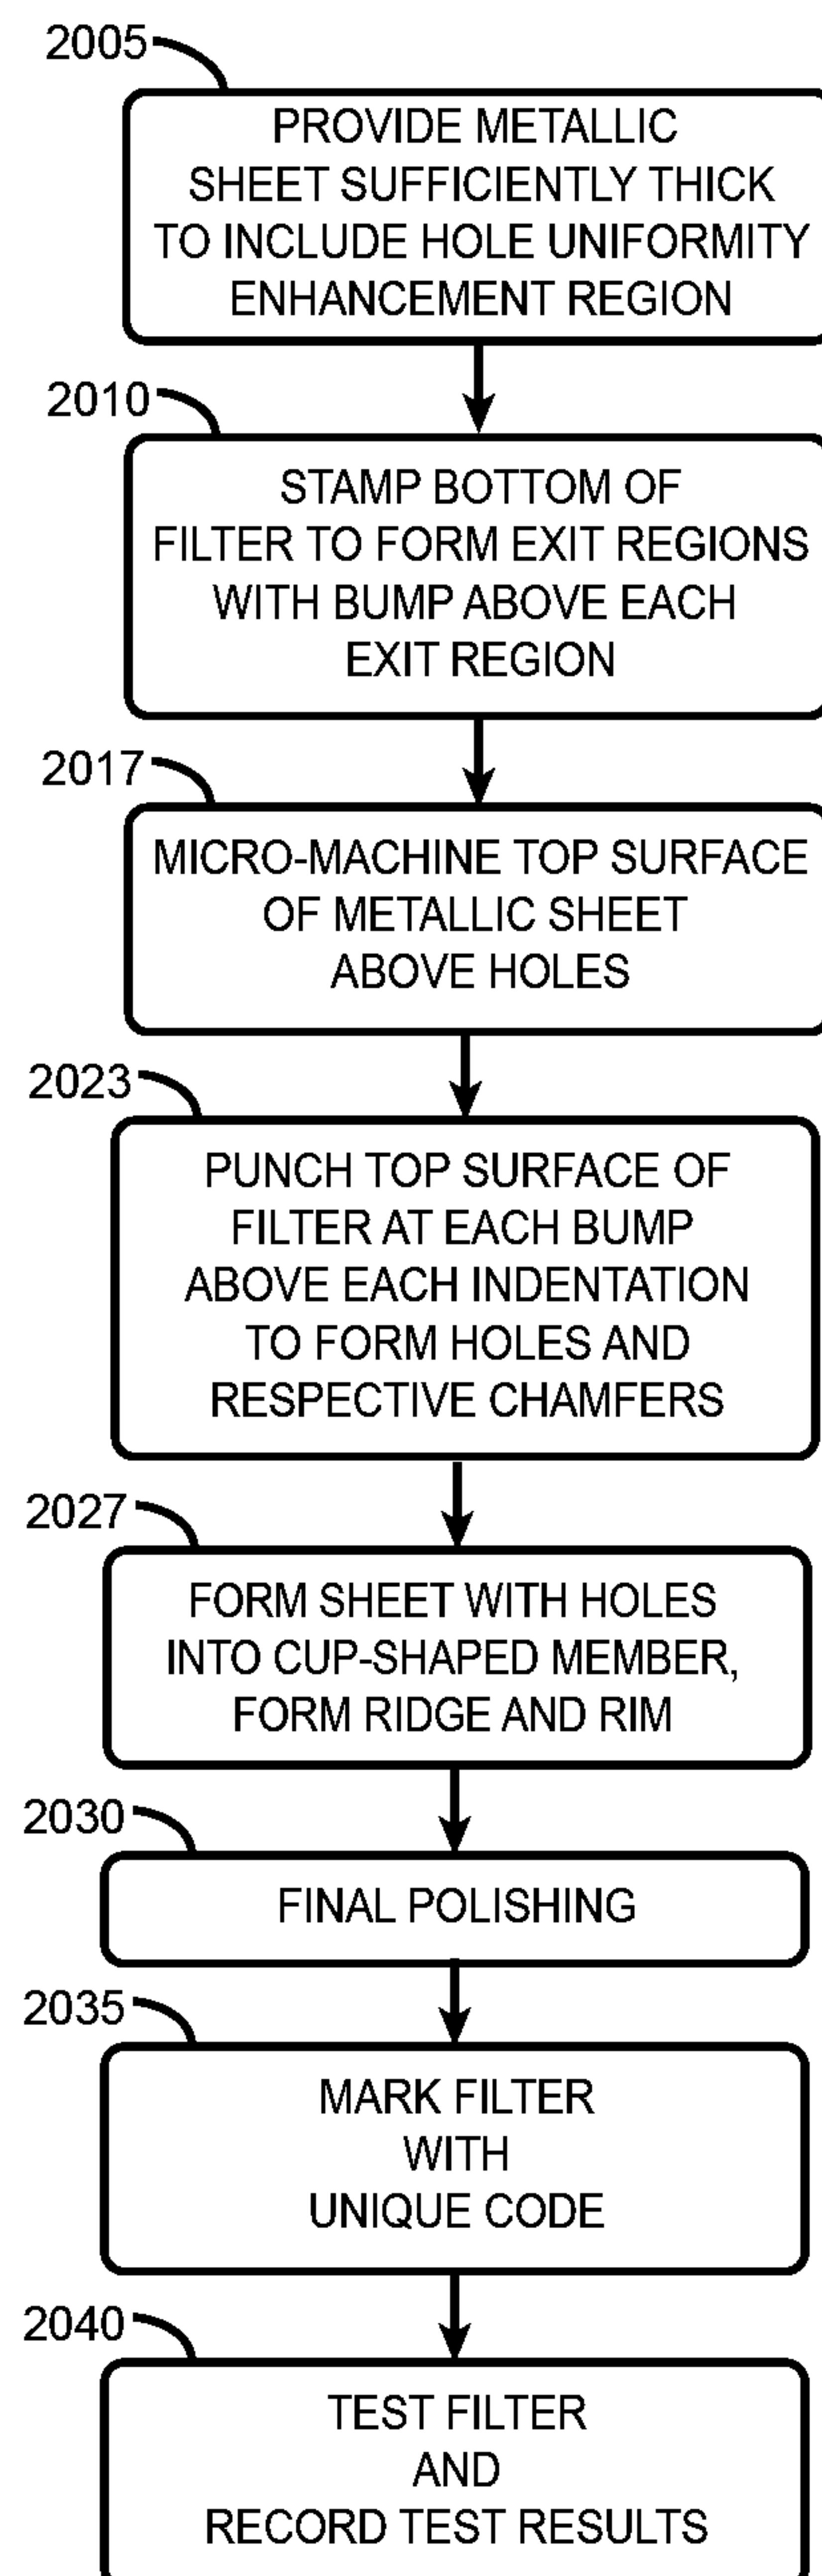 2005
PROVIDE METALLIC
SHEET SUFFICIENTLY THICK
TO INCLUDE HOLE UNIFORMITY
ENHANCEMENT REGION
2010
STAMP BOTTOM OF
FILTER TO FORM EXIT REGIONS
WITH BUMP ABOVE EACH
EXIT REGION
2017
MICRO-MACHINE TOP SURFACE
OF METALLIC SHEET
ABOVE HOLES
2023
PUNCH TOP SURFACE OF
FILTER AT EACH BUMP
ABOVE EACH INDENTATION
TO FORM HOLES AND
RESPECTIVE CHAMFERS
2027
FORM SHEET WITH HOLES
INTO CUP-SHAPED MEMBER,
FORM RIDGE AND RIM
2030
FINAL POLISHING
2035
MARK FILTER
WITH
UNIQUE CODE
2040
TEST FILTER
AND
RECORD TEST RESULTS